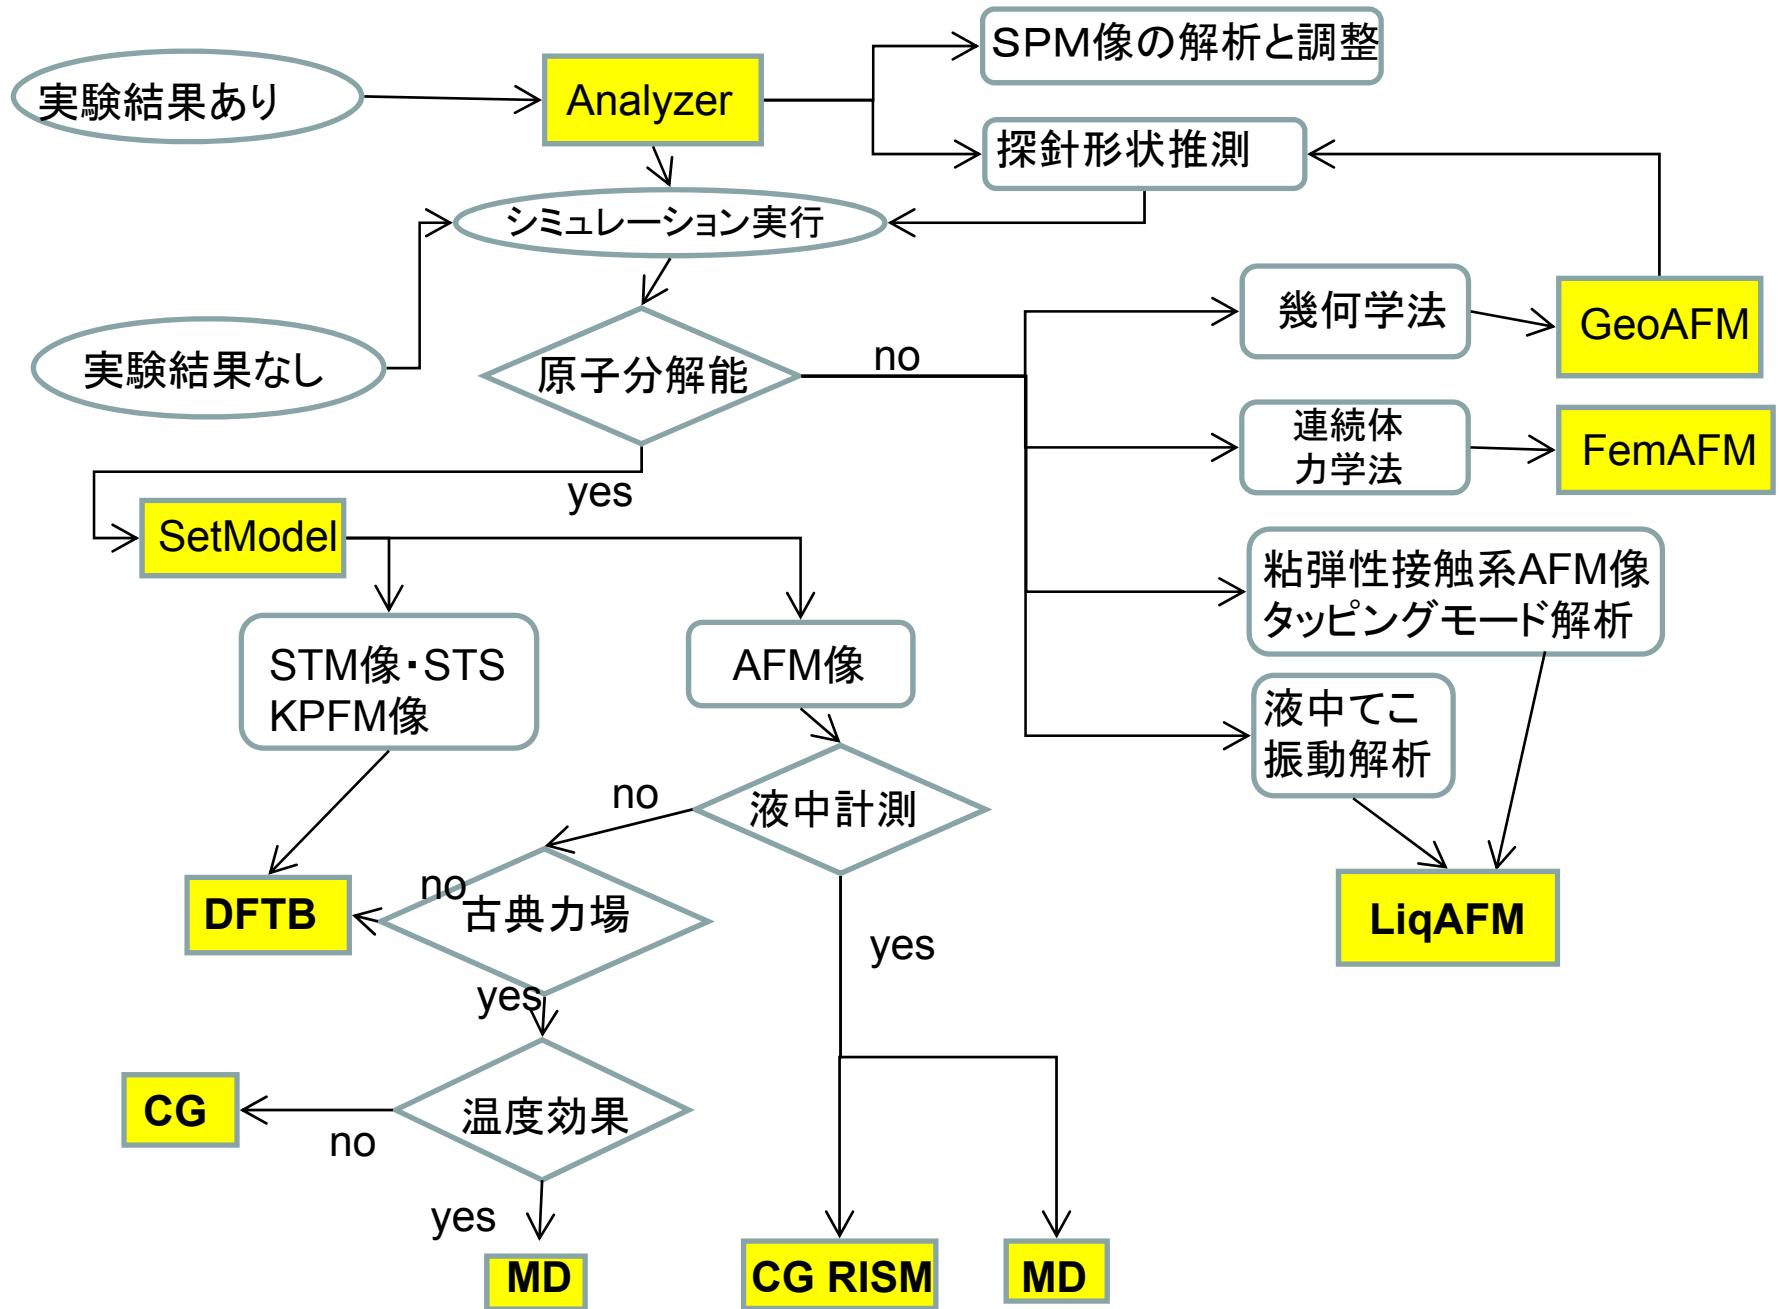 SPM像の解析と調整
実験結果あり
Analyzer
探針形状推測
シミュレーション実行
幾何学法
GeoAFM
実験結果なし
原子分解能
no
連続体
力学法
FemAFM
yes
SetModel
粘弾性接触系AFM像
タッピングモード解析
STM像・STS
KPFM像
AFM像
液中てこ
振動解析
no
液中計測
no
DFTB
古典力場
LiqAFM
yes
yes
CG
温度効果
no
yes
MD
CG RISM
MD